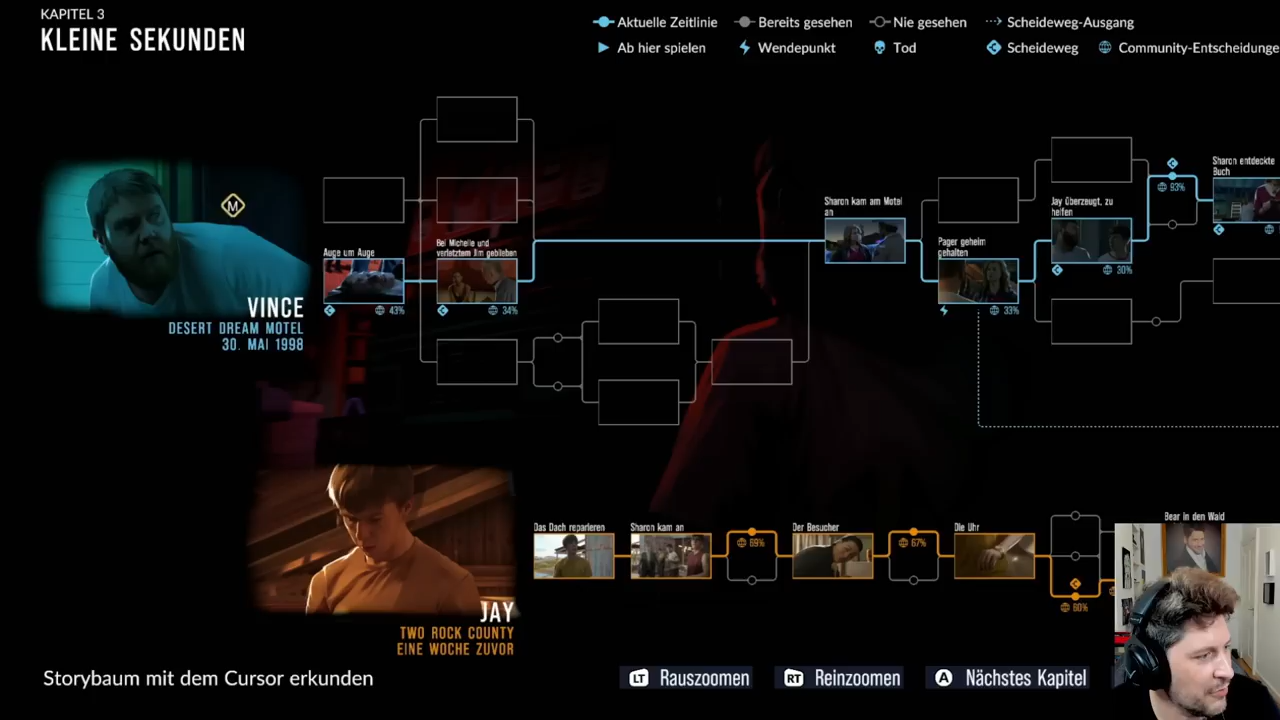 KAPITEL 3
KLEINE SEKUNDEN
Aktuelle Zeitlinie
Bereits gesehen
Nie gesehen
Scheideweg-Ausgang
Ab hier spielen
Wendepunkt
Tod
Scheideweg
Community-Entscheidunge
M
VINCE
DESERT DREAM MOTEL
30. MAI 1998
Auge um Auge
43%
Bei Michelle und
verletztem Jim geblieben
34%
Sharon kam am Motel
an
Pager geheim
gehalten
33%
Jay überzeugt, zu
helfen
30%
93%
Sharon entdeckte
Buch
JAY
TWO ROCK COUNTY
EINE WOCHE ZUVOR
Das Dach reparieren
Sharon kam an
69%
Der Besucher
67%
Die Uhr
60%
Bear in den Wald
Storybaum mit dem Cursor erkunden
LT Rauszoomen
RT Reinzoomen
A Nächstes Kapitel